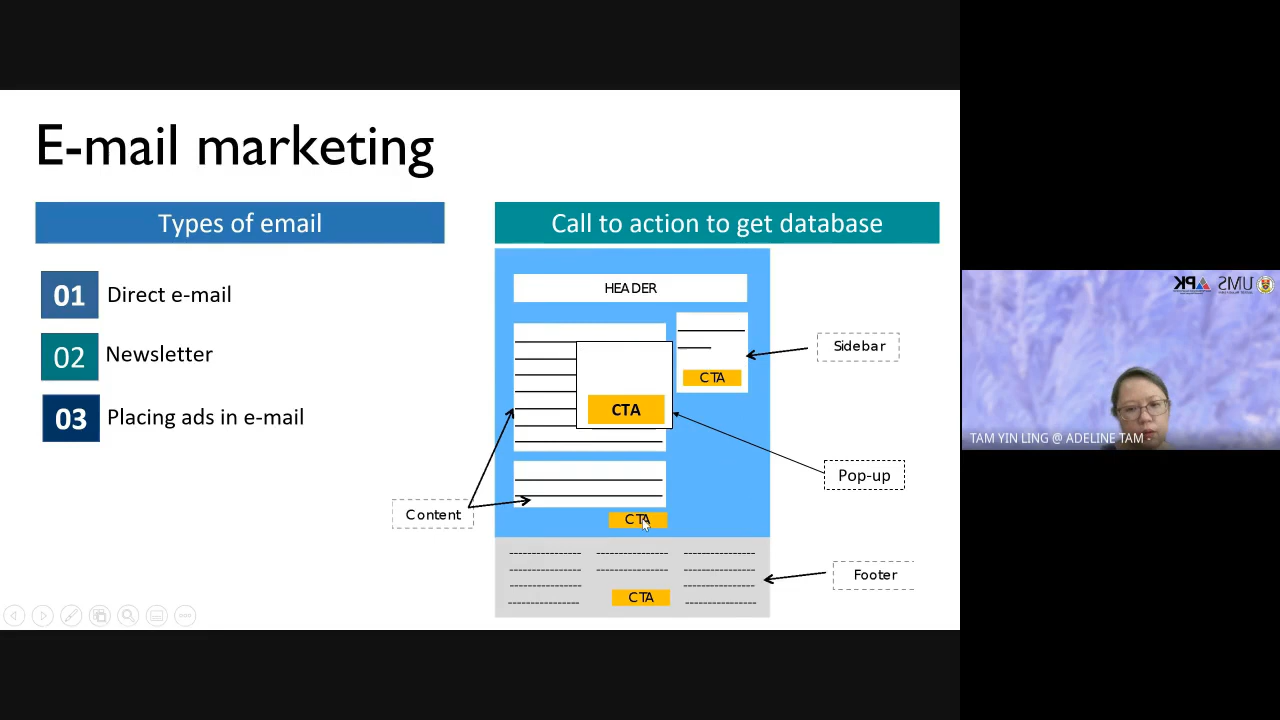 E-mail marketing
Types of email
01 Direct e-mail
02 Newsletter
03 Placing ads in e-mail
Call to action to get database
HEADER
CTA
Sidebar
CTA
Pop-up
Content
CTA
Footer
CTA
UMS
TAM YIN LING @ ADELINE TAM -